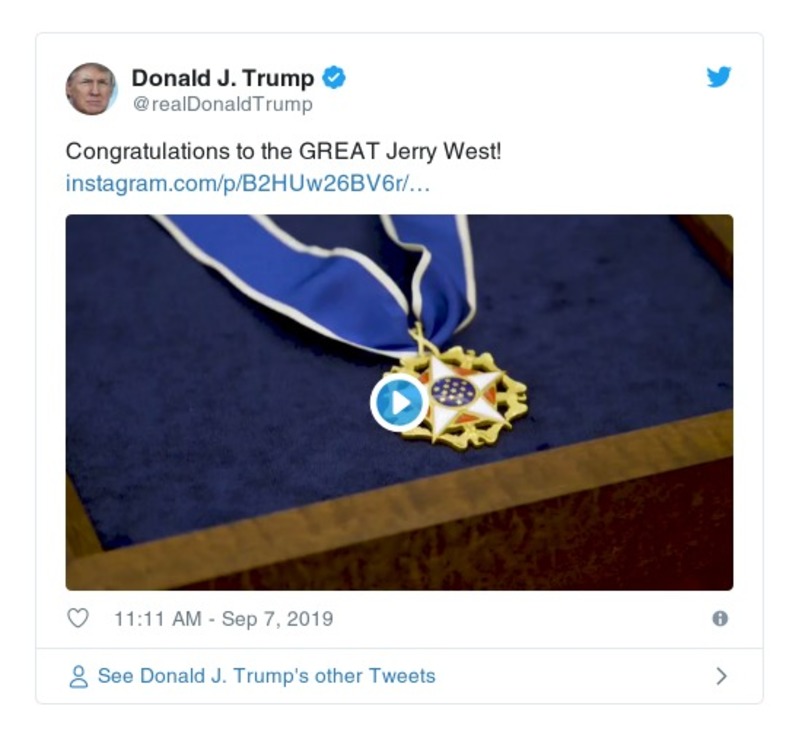 Donald J. Trump
@realDonaldTrump
Congratulations to the GREAT Jerry West!
instagram.com/p/B2HUw26BV6r/…
11:11 AM - Sep 7, 2019
See Donald J. Trump's other Tweets